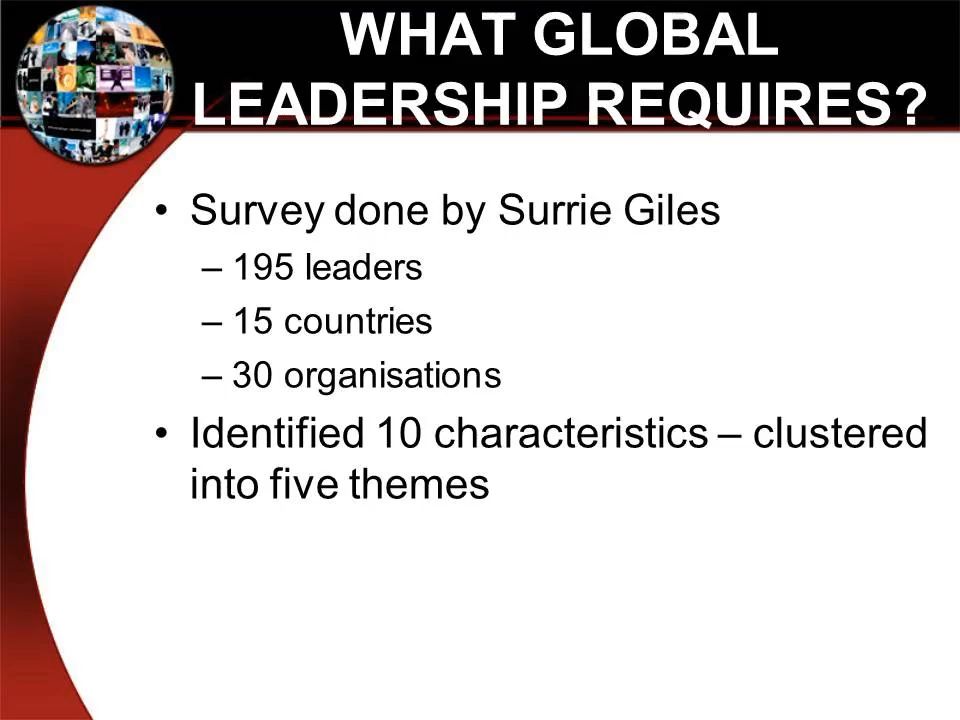 WHAT GLOBAL
LEADERSHIP REQUIRES?
• Survey done by Surrie Giles
– 195 leaders
– 15 countries
– 30 organisations
• Identified 10 characteristics – clustered
into five themes